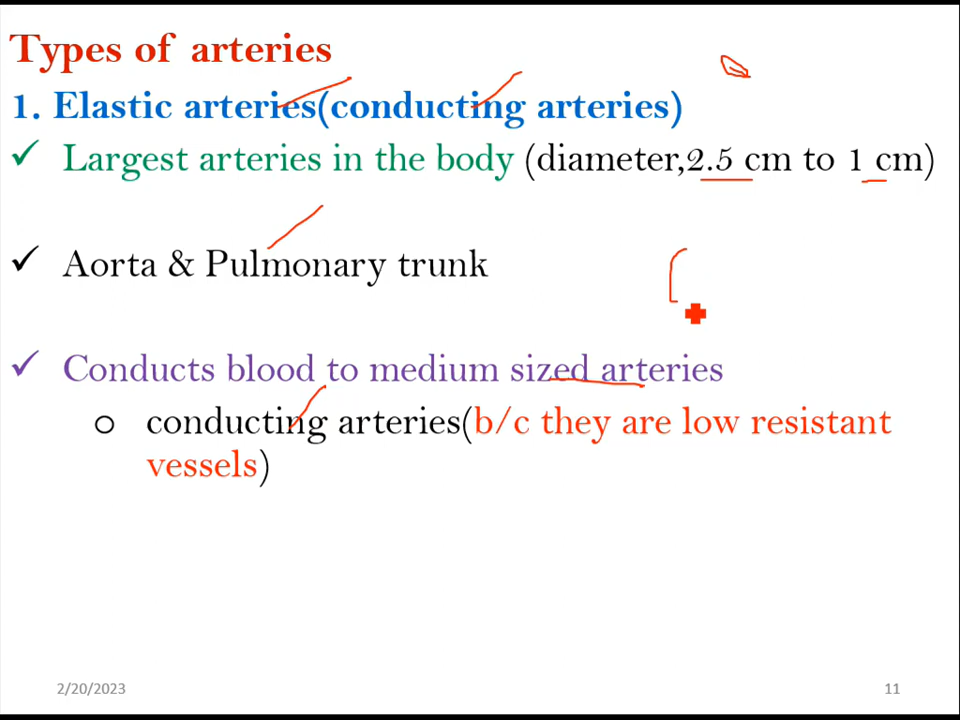 Types of arteries
1. Elastic arteries(conducting arteries)
✓ Largest arteries in the body (diameter,2.5 cm to 1 cm)
✓ Aorta & Pulmonary trunk
✓ Conducts blood to medium sized arteries
o conducting arteries(b/c they are low resistant
vessels)
2/20/2023
11